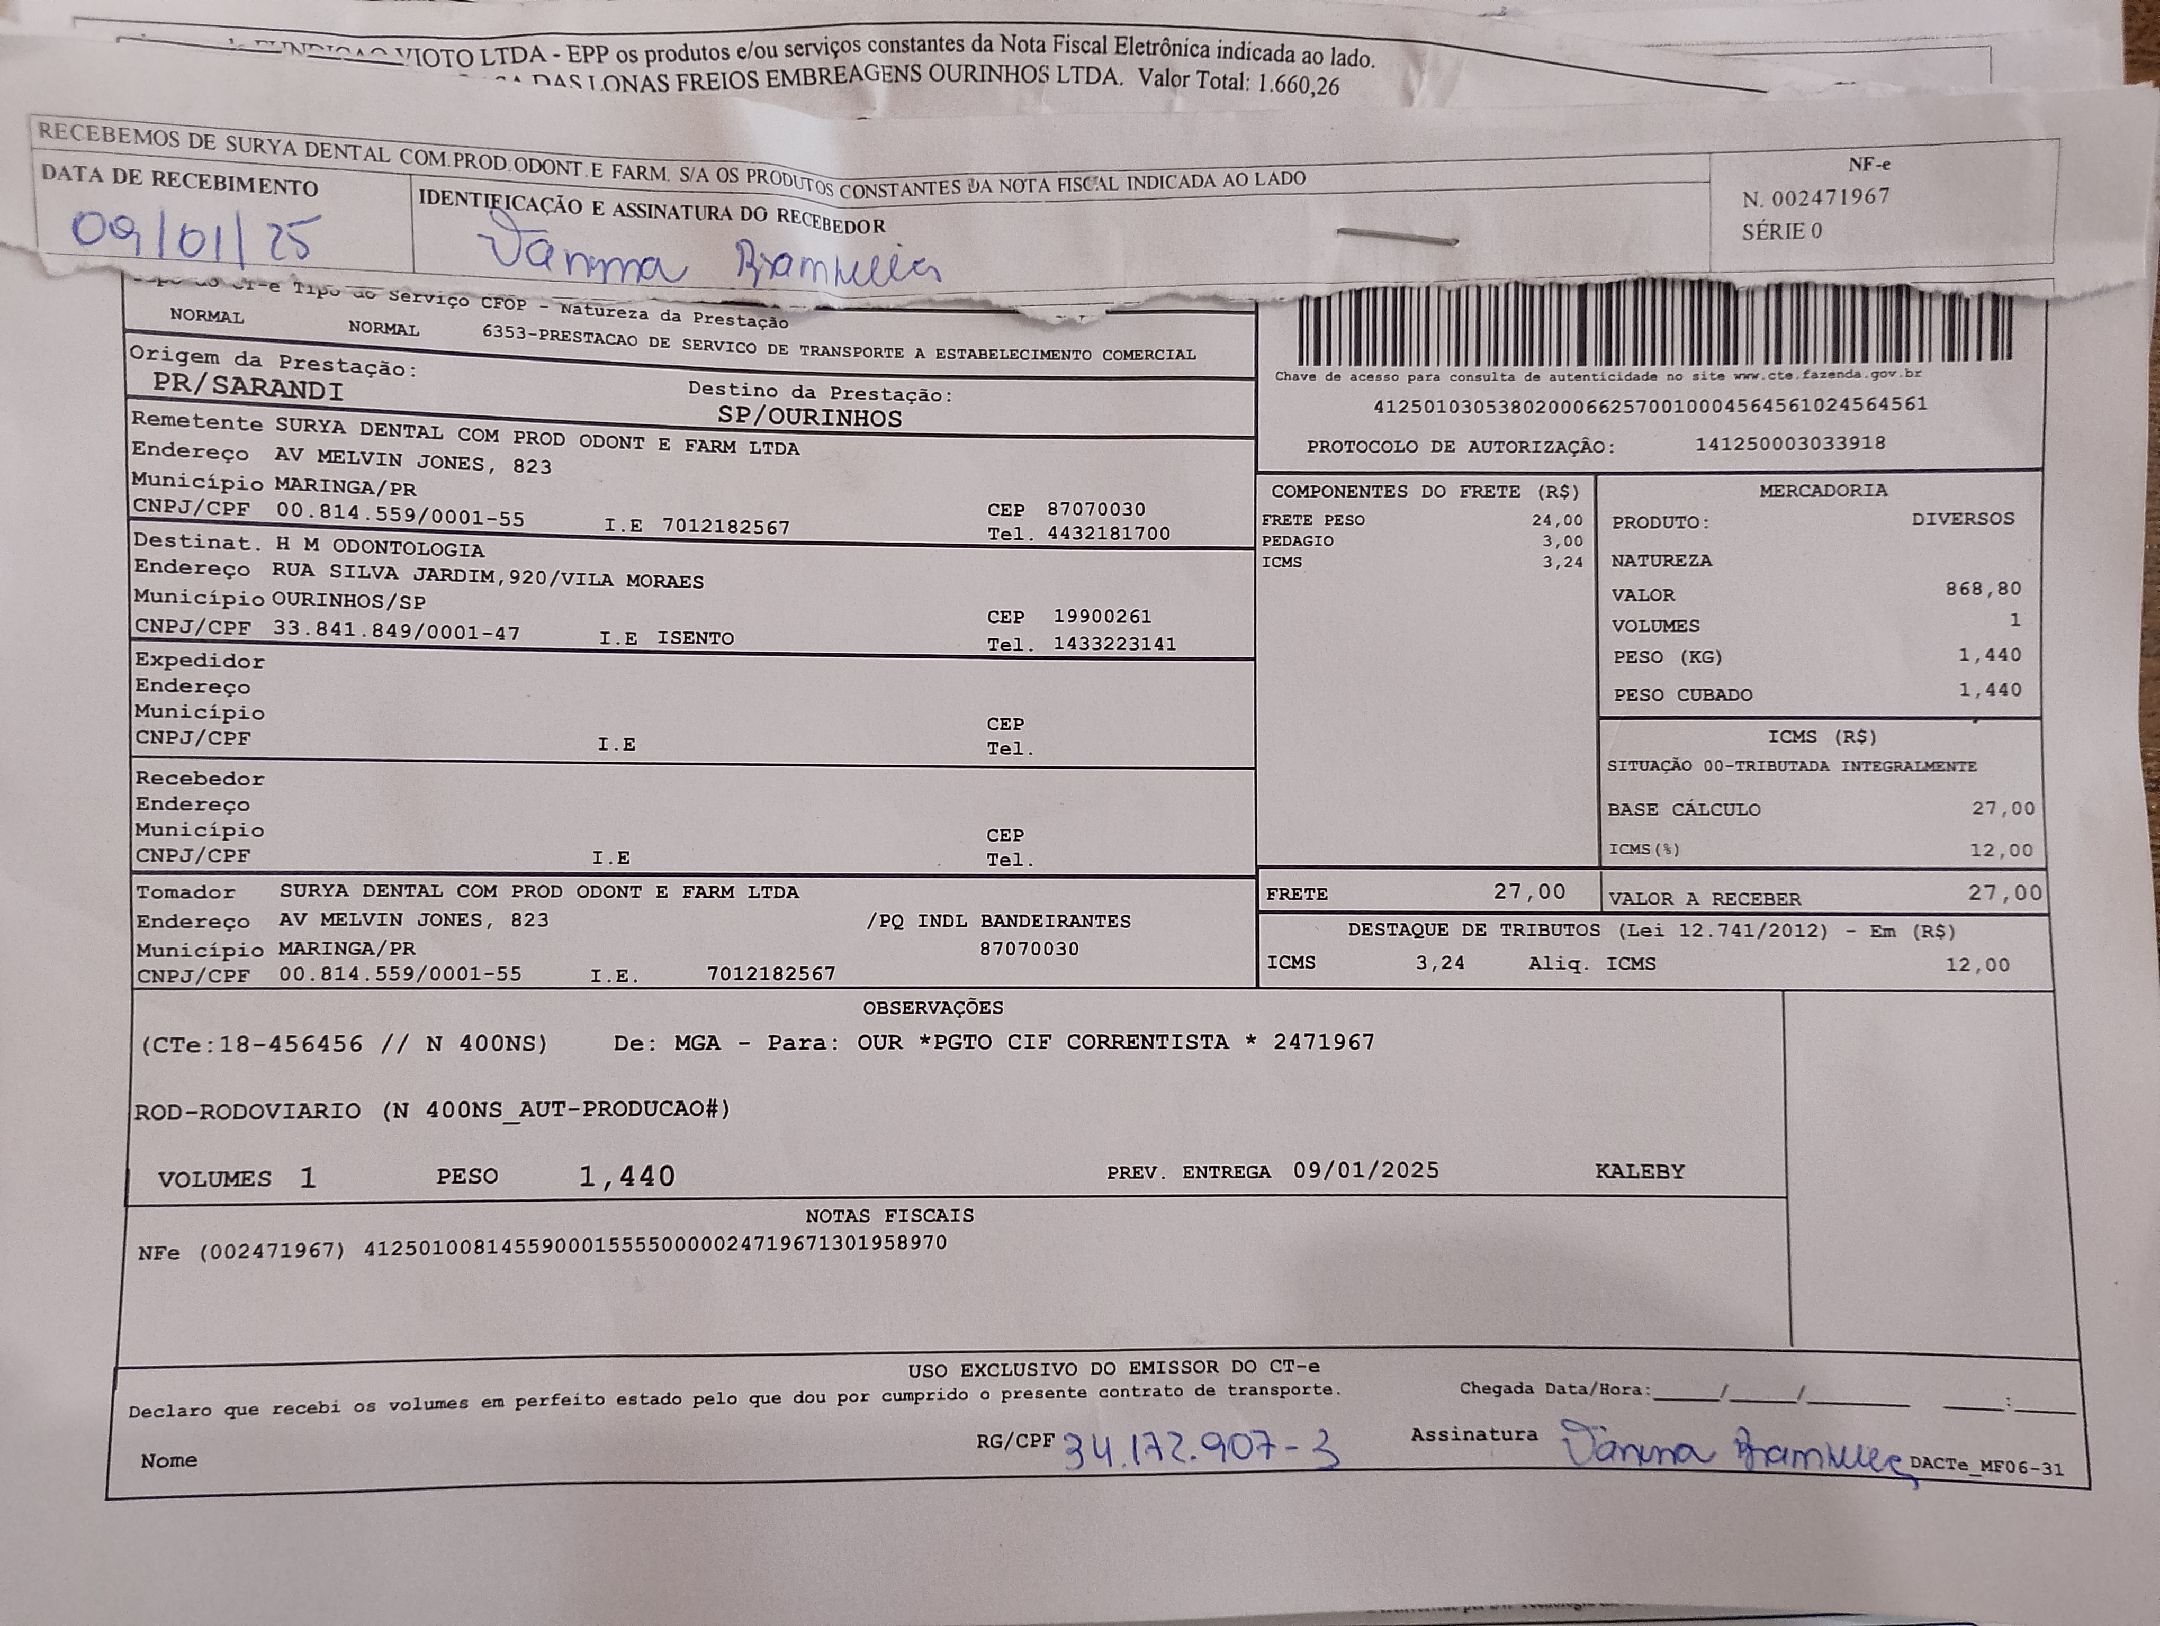 VIOTO LTDA - EPP os produtos e/ou serviços constantes da Nota Fiscal Eletrônica indicada ao lado.
DAS LONAS FREIOS EMBREAGENS OURINHOS LTDA. Valor Total: 1.660,26
RECEBEMOS DE SURYA DENTAL COM.PROD.ODONT.E FARM. S/A OS PRODUTOS CONSTANTES DA NOTA FISCAL INDICADA AO LADO
NF-e
N. 002471967
SÉRIE 0
DATA DE RECEBIMENTO
IDENTIFICAÇÃO E ASSINATURA DO RECEBEDOR
09/01/25
CT-e Tipo do Serviço CFOP - Natureza da Prestação
NORMAL NORMAL 6353-PRESTACAO DE SERVICO DE TRANSPORTE A ESTABELECIMENTO COMERCIAL
Origem da Prestação: Destino da Prestação:
PR/SARANDI SP/OURINHOS
Chave de acesso para consulta de autenticidade no site www.cte.fazenda.gov.br
41250103053802000662570010004564561024564561
PROTOCOLO DE AUTORIZAÇÃO: 141250003033918
Remetente SURYA DENTAL COM PROD ODONT E FARM LTDA
Endereço AV MELVIN JONES, 823
Município MARINGA/PR CEP 87070030
CNPJ/CPF 00.814.559/0001-55 I.E 7012182567 Tel. 4432181700
Destinat. H M ODONTOLOGIA
Endereço RUA SILVA JARDIM,920/VILA MORAES
Município OURINHOS/SP CEP 19900261
CNPJ/CPF 33.841.849/0001-47 I.E ISENTO Tel. 1433223141
Expedidor
Endereço
Município CEP
CNPJ/CPF I.E Tel.
Recebedor
Endereço
Município CEP
CNPJ/CPF I.E Tel.
Tomador SURYA DENTAL COM PROD ODONT E FARM LTDA
Endereço AV MELVIN JONES, 823 /PQ INDL BANDEIRANTES
Município MARINGA/PR 87070030
CNPJ/CPF 00.814.559/0001-55 I.E. 7012182567
COMPONENTES DO FRETE (R$)
FRETE PESO 24,00
PEDAGIO 3,00
ICMS 3,24
MERCADORIA
PRODUTO: DIVERSOS
NATUREZA
VALOR 868,80
VOLUMES 1
PESO (KG) 1,440
PESO CUBADO 1,440
ICMS (R$)
SITUAÇÃO 00-TRIBUTADA INTEGRALMENTE
BASE CÁLCULO 27,00
ICMS(%) 12,00
FRETE 27,00 VALOR A RECEBER 27,00
DESTAQUE DE TRIBUTOS (Lei 12.741/2012) - Em (R$)
ICMS 3,24 Aliq. ICMS 12,00
OBSERVAÇÕES
(CTe:18-456456 // N 400NS) De: MGA - Para: OUR *PGTO CIF CORRENTISTA * 2471967
ROD-RODOVIARIO (N 400NS_AUT-PRODUCAO#)
VOLUMES 1 PESO 1,440 PREV. ENTREGA 09/01/2025 KALEBY
NOTAS FISCAIS
NFe (002471967) 41250100814559000155550000024719671301958970
USO EXCLUSIVO DO EMISSOR DO CT-e
Declaro que recebi os volumes em perfeito estado pelo que dou por cumprido o presente contrato de transporte. Chegada Data/Hora:____/____/____ ____:____
Nome RG/CPF 34.172.907-3 Assinatura
DACTe_MF06-31